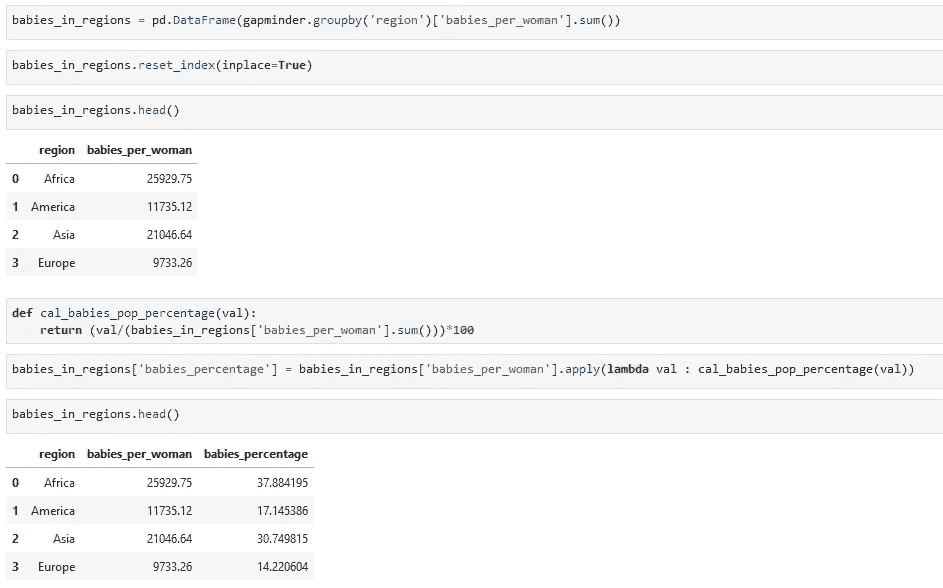 babies_in_regions = pd.DataFrame(gapminder.groupby('region')['babies_per_woman'].sum())
babies_in_regions.reset_index(inplace=True)
babies_in_regions.head()
region babies_per_woman
0 Africa 25929.75
1 America 11735.12
2 Asia 21046.64
3 Europe 9733.26
def cal_babies_pop_percentage(val):
return (val/(babies_in_regions['babies_per_woman'].sum()))*100
babies_in_regions['babies_percentage'] = babies_in_regions['babies_per_woman'].apply(lambda val : cal_babies_pop_percentage(val))
babies_in_regions.head()
region babies_per_woman babies_percentage
0 Africa 25929.75 37.884195
1 America 11735.12 17.145386
2 Asia 21046.64 30.749815
3 Europe 9733.26 14.220604